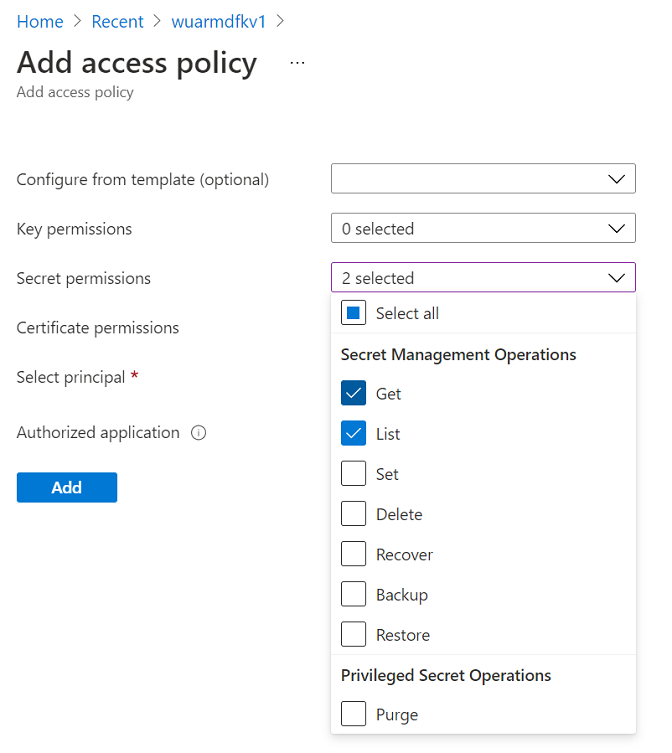 Home > Recent > wuarmdfkv1 >
Add access policy ...
Add access policy
Configure from template (optional)
Key permissions 0 selected
Secret permissions 2 selected
Select all
Certificate permissions
Secret Management Operations
Select principal *
Get
Authorized application
List
Set
Add
Delete
Recover
Backup
Restore
Privileged Secret Operations
Purge